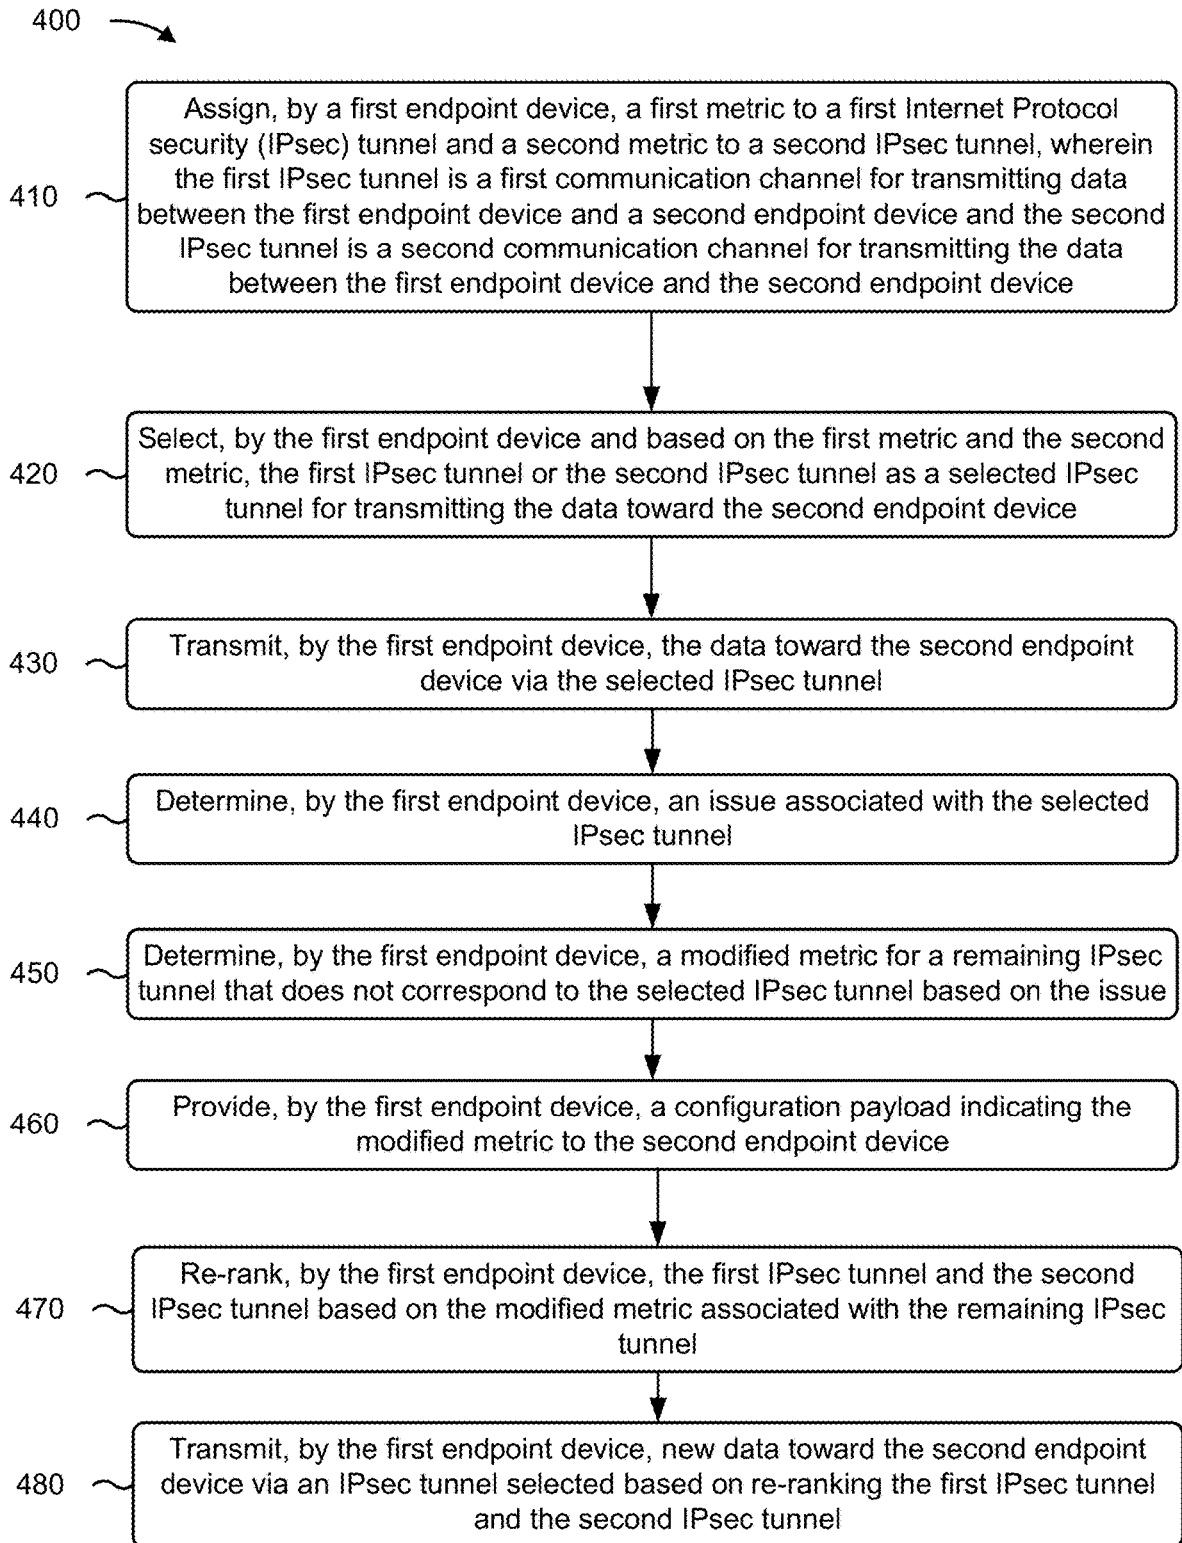 400
Assign, by a first endpoint device, a first metric to a first Internet Protocol
security (IPsec) tunnel and a second metric to a second IPsec tunnel, wherein
the first IPsec tunnel is a first communication channel for transmitting data
410
between the first endpoint device and a second endpoint device and the second
IPsec tunnel is a second communication channel for transmitting the data
between the first endpoint device and the second endpoint device
Select, by the first endpoint device and based on the first metric and the second
420
metric, the first IPsec tunnel or the second IPsec tunnel as a selected IPsec
tunnel for transmitting the data toward the second endpoint device
430
Transmit, by the first endpoint device, the data toward the second endpoint
device via the selected IPsec tunnel
440
Determine, by the first endpoint device, an issue associated with the selected
IPsec tunnel
450
Determine, by the first endpoint device, a modified metric for a remaining IPsec
tunnel that does not correspond to the selected IPsec tunnel based on the issue
460
Provide, by the first endpoint device, a configuration payload indicating the
modified metric to the second endpoint device
Re-rank, by the first endpoint device, the first IPsec tunnel and the second
470
IPsec tunnel based on the modified metric associated with the remaining IPsec
tunnel
Transmit, by the first endpoint device, new data toward the second endpoint
480
device via an IPsec tunnel selected based on re-ranking the first IPsec tunnel
and the second IPsec tunnel